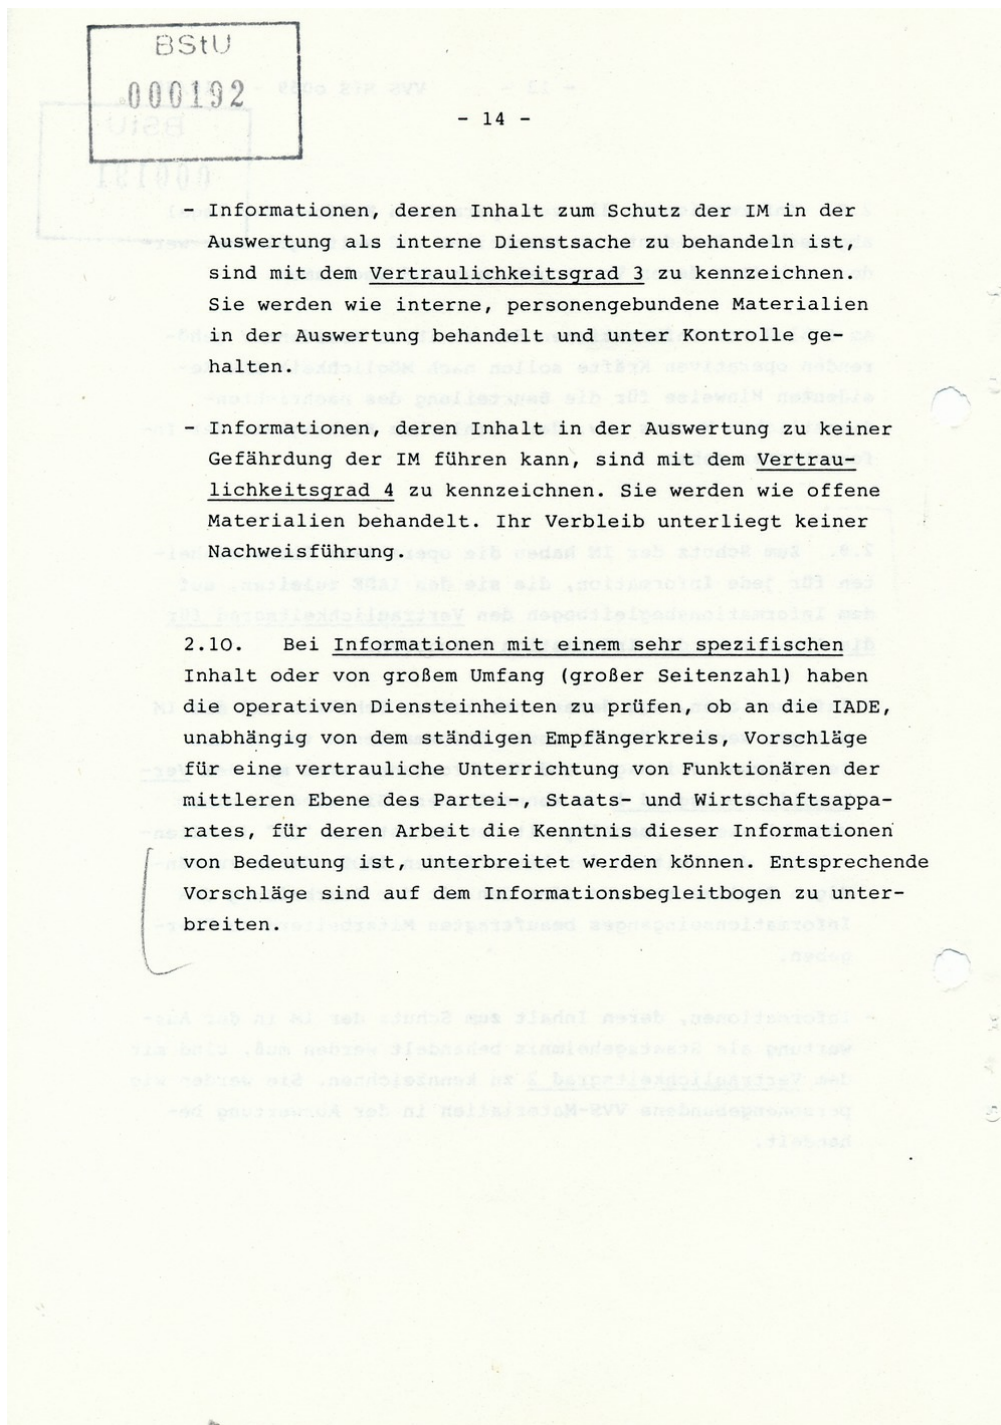 BStU
000192
- 14 -
- Informationen, deren Inhalt zum Schutz der IM in der
Auswertung als interne Dienstsache zu behandeln ist,
sind mit dem Vertraulichkeitsgrad 3 zu kennzeichnen.
Sie werden wie interne, personengebundene Materialien
in der Auswertung behandelt und unter Kontrolle ge-
halten.
- Informationen, deren Inhalt in der Auswertung zu keiner
Gefährdung der IM führen kann, sind mit dem Vertrau-
lichkeitsgrad 4 zu kennzeichnen. Sie werden wie offene
Materialien behandelt. Ihr Verbleib unterliegt keiner
Nachweisführung.
2.10. Bei Informationen mit einem sehr spezifischen
Inhalt oder von großem Umfang (großer Seitenzahl) haben
die operativen Diensteinheiten zu prüfen, ob an die IADE,
unabhängig von dem ständigen Empfängerkreis, Vorschläge
für eine vertrauliche Unterrichtung von Funktionären der
mittleren Ebene des Partei-, Staats- und Wirtschaftsappa-
rates, für deren Arbeit die Kenntnis dieser Informationen
von Bedeutung ist, unterbreitet werden können. Entsprechende
Vorschläge sind auf dem Informationsbegleitbogen zu unter-
breiten.